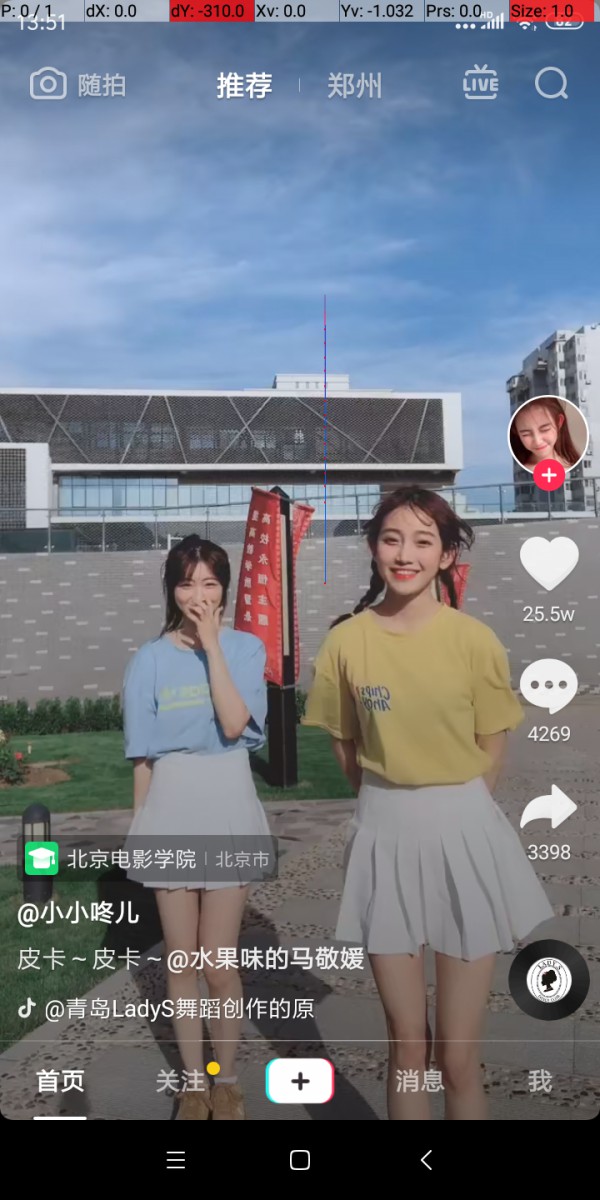 P: 0 / 1 dX: 0.0 dY: -310.0 Xv: 0.0 Yv: -1.032 Prs: 0.0 Size: 1.0
13:51 HD 62
随拍 推荐 郑州 LIVE
25.5w
4269
3398
北京电影学院 北京市
@小小咚儿
皮卡~皮卡~@水果味的马敬媛
@青岛LadyS舞蹈创作的原
LADY.S
首页 关注 消息 我